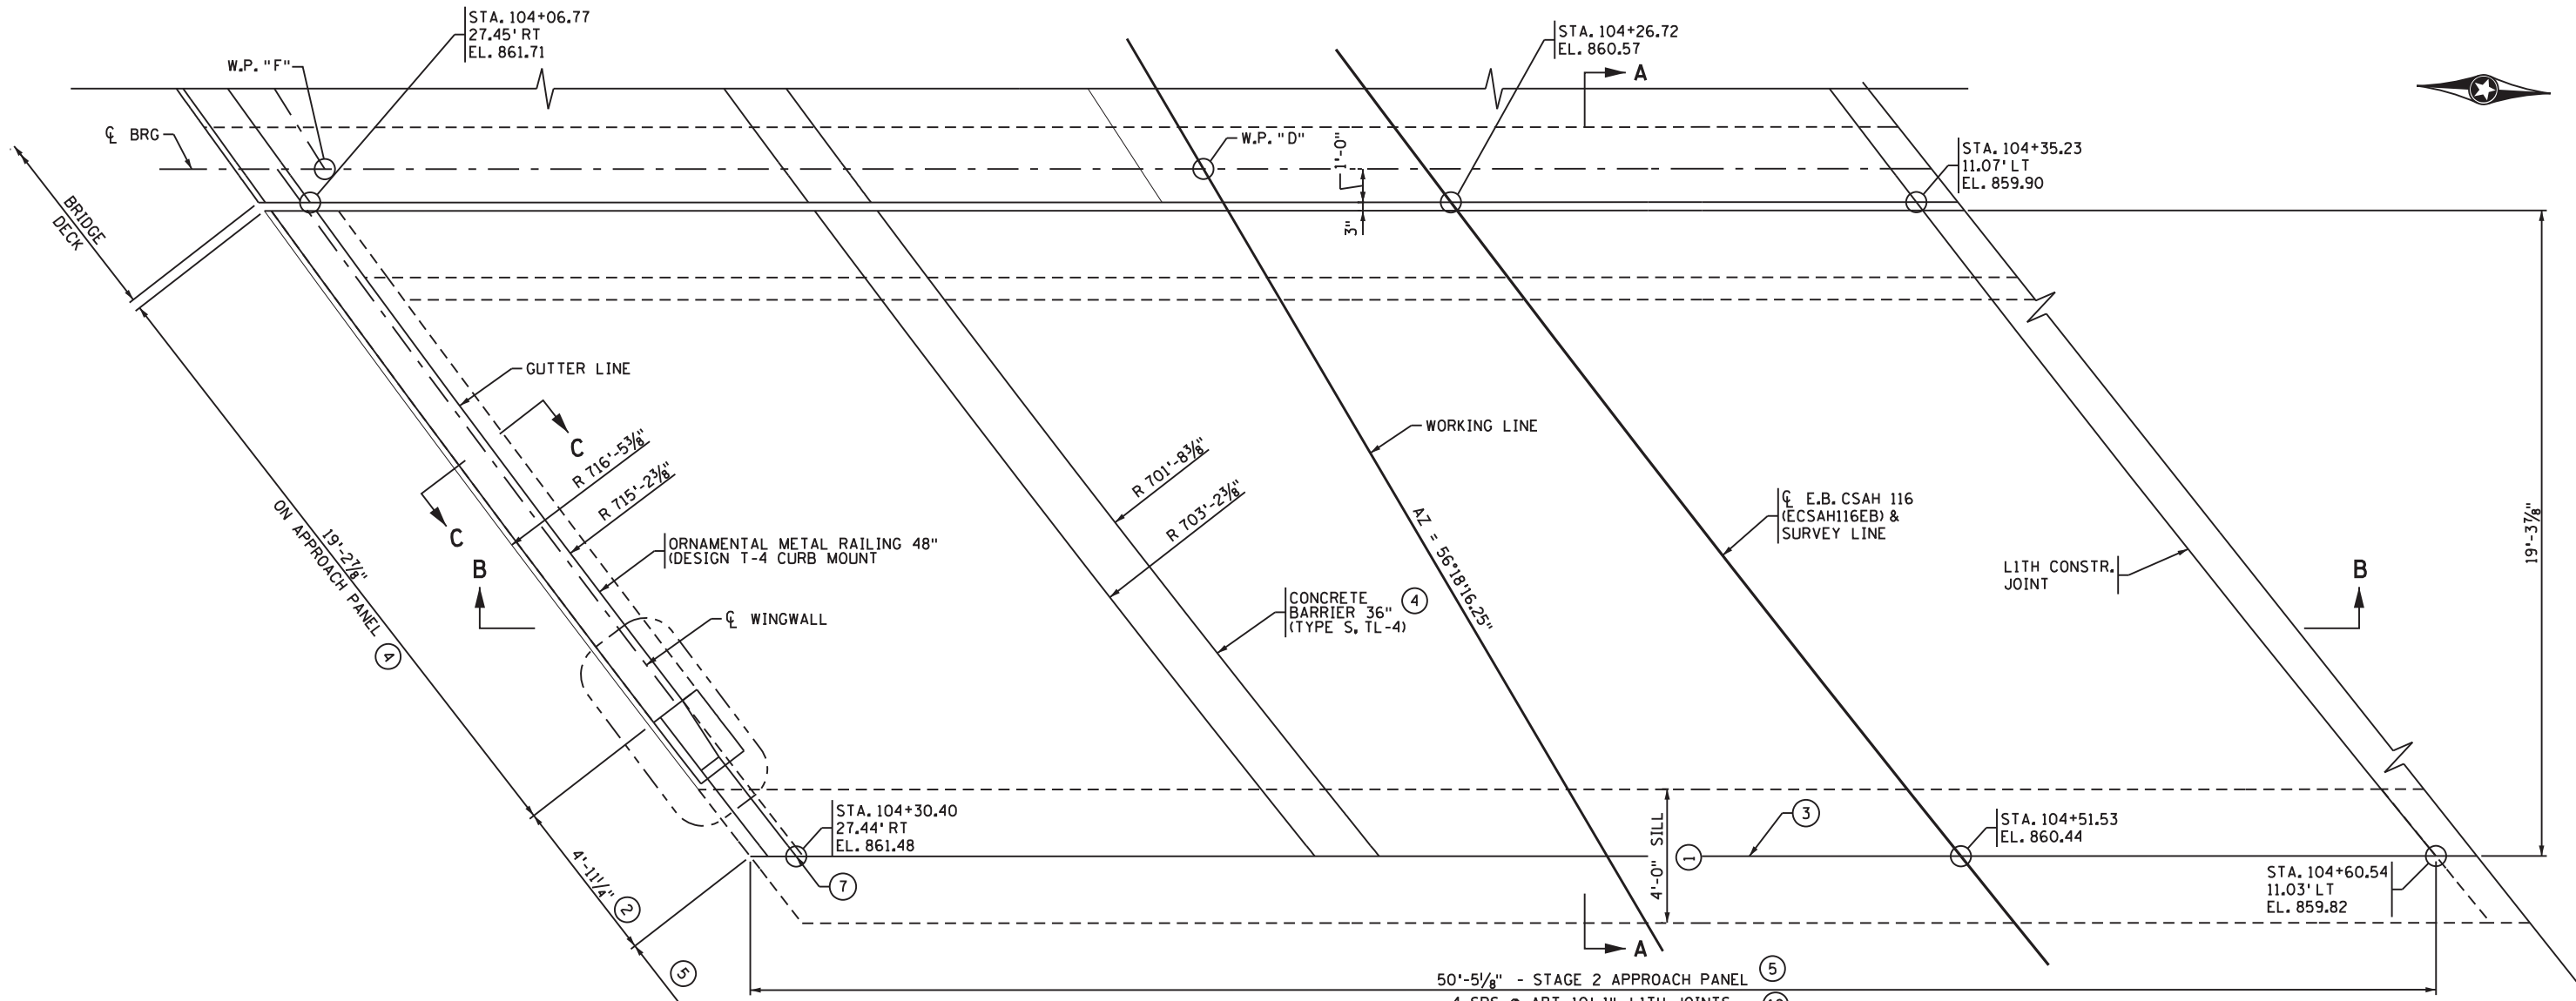 STA. 104+06.77
27.45' RT
EL. 861.71
STA. 104+26.72
EL. 860.57
W.P. "F"
A
℄ BRG
W.P. "D"
1'-0"
3"
STA. 104+35.23
11.07' LT
EL. 859.90
BRIDGE
DECK
GUTTER LINE
C
C
R 716'-5⅜"
R 715'-2⅜"
R 701'-8⅜"
R 703'-2⅜"
WORKING LINE
AZ = 56°18'16.25"
℄ E.B. CSAH 116
(ECSAH116EB) &
SURVEY LINE
19'-3⅞"
19'-2⅞"
ON APPROACH PANEL 4
ORNAMENTAL METAL RAILING 48"
(DESIGN T-4 CURB MOUNT
B
L1TH CONSTR.
JOINT
B
CONCRETE
BARRIER 36" 4
(TYPE S, TL-4)
℄ WINGWALL
STA. 104+30.40
27.44' RT
EL. 861.48
4'-0" SILL
1
3
STA. 104+51.53
EL. 860.44
7
STA. 104+60.54
11.03' LT
EL. 859.82
4'-11¼" 2
5
A
50'-5⅛" - STAGE 2 APPROACH PANEL 5